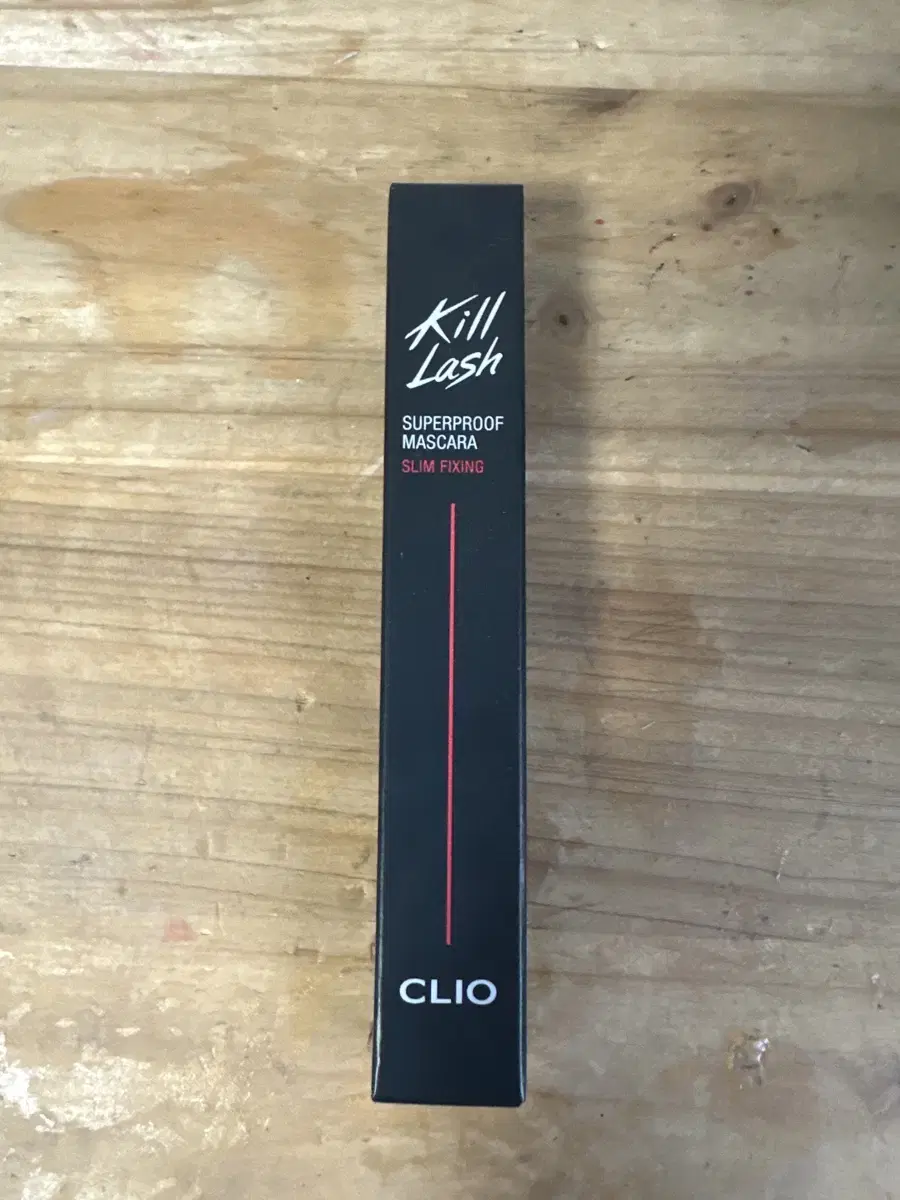 Kill
Lash
SUPERPROOF
MASCARA
SLIM FIXING
CLIO